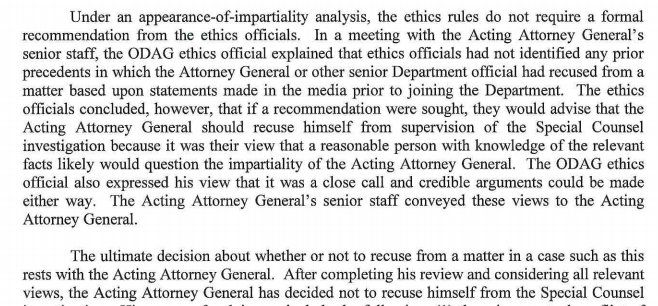 Under an appearance-of-impartiality analysis, the ethics rules do not require a formal
recommendation from the ethics officials. In a meeting with the Acting Attorney General's
senior staff, the ODAG ethics official explained that ethics officials had not identified any prior
precedents in which the Attorney General or other senior Department official had recused from a
matter based upon statements made in the media prior to joining the Department. The ethics
officials concluded, however, that if a recommendation were sought, they would advise that the
Acting Attorney General should recuse himself from supervision of the Special Counsel
investigation because it was their view that a reasonable person with knowledge of the relevant
facts likely would question the impartiality of the Acting Attorney General. The ODAG ethics
official also expressed his view that it was a close call and credible arguments could be made
either way. The Acting Attorney General's senior staff conveyed these views to the Acting
Attorney General.
The ultimate decision about whether or not to recuse from a matter in a case such as this
rests with the Acting Attorney General. After completing his review and considering all relevant
views, the Acting Attorney General has decided not to recuse himself from the Special Counsel